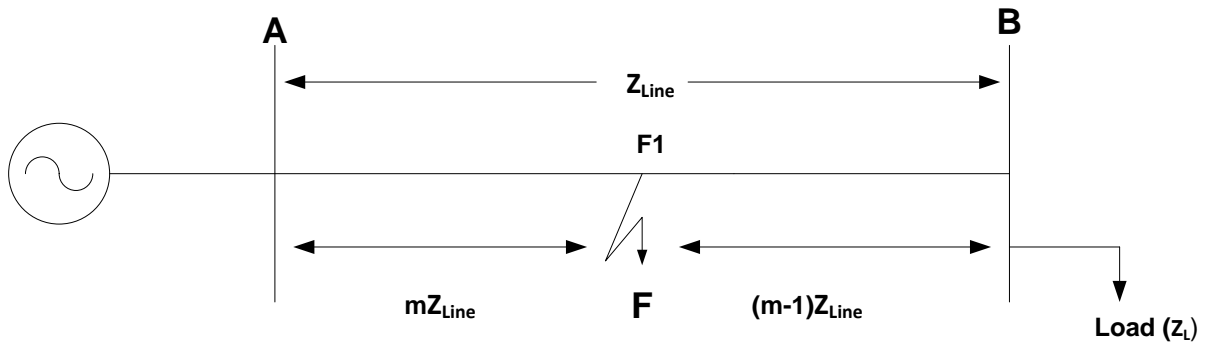 A
B
ZLine
F1
mZLine
F
(m-1)ZLine
Load (ZL)